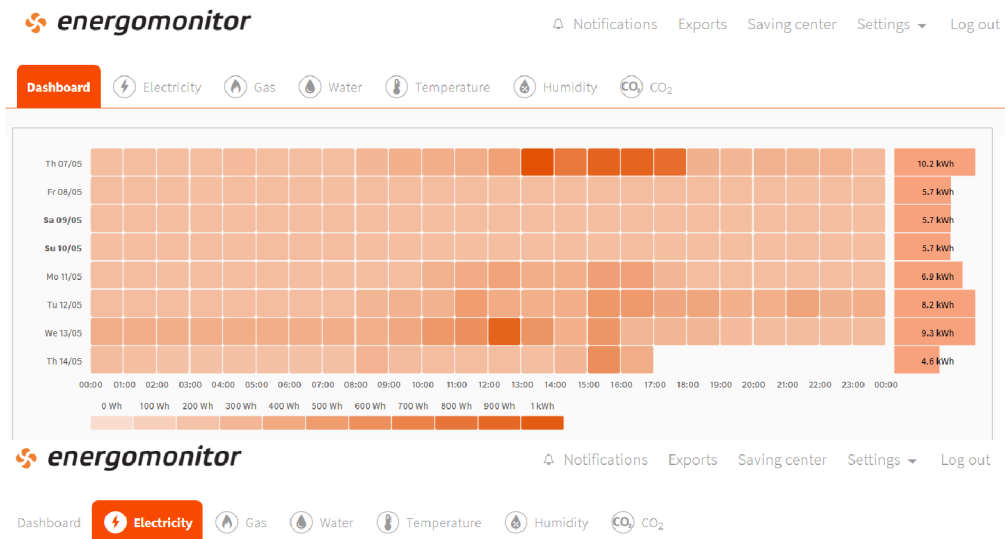 energomonitor
Notifications Exports Saving center Settings Log out
Dashboard Electricity Gas Water Temperature Humidity CO₂ CO₂
Th 07/05 10.2 kWh
Fr 08/05 5.7 kWh
Sa 09/05 5.7 kWh
Su 10/05 5.7 kWh
Mo 11/05 6.9 kWh
Tu 12/05 8.2 kWh
We 13/05 9.3 kWh
Th 14/05 4.6 kWh
00:00 01:00 02:00 03:00 04:00 05:00 06:00 07:00 08:00 09:00 10:00 11:00 12:00 13:00 14:00 15:00 16:00 17:00 18:00 19:00 20:00 21:00 22:00 23:00 00:00
0 Wh 100 Wh 200 Wh 300 Wh 400 Wh 500 Wh 600 Wh 700 Wh 800 Wh 900 Wh 1 kWh
energomonitor
Notifications Exports Saving center Settings Log out
Dashboard Electricity Gas Water Temperature Humidity CO₂ CO₂